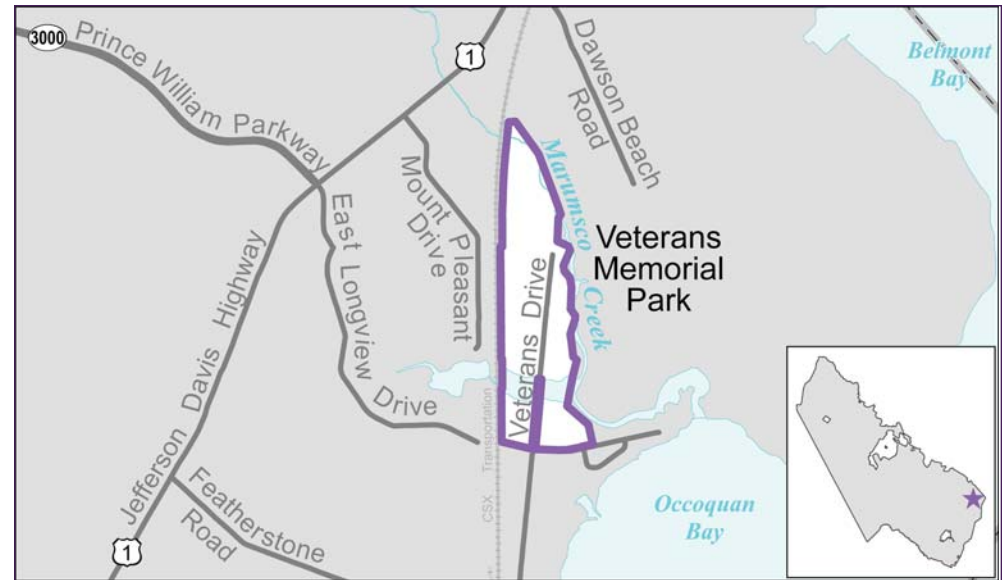 3000
Prince William Parkway
1
Dawson Beach
Road
Belmont
Bay
Mount Pleasant
Drive
Marumsco Creek
Veterans
Memorial
Park
East Longview Drive
Veterans Drive
Jefferson Davis Highway
CSX Transportation
Featherstone
Road
Occoquan
Bay
1